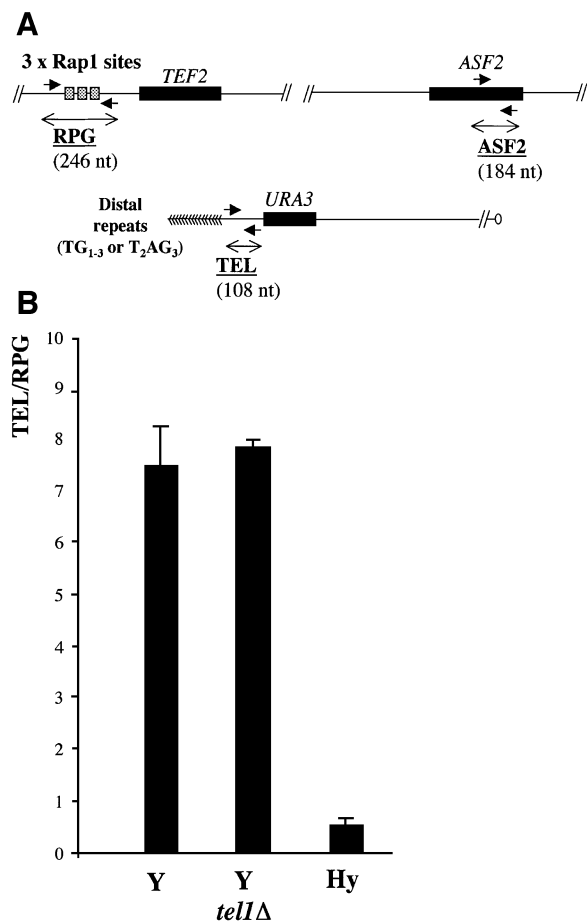 A
3 x Rap1 sites
TEF2
ASF2
RPG
(246 nt)
ASF2
(184 nt)
Distal
repeats
(TG1-3 or T2AG3)
URA3
TEL
(108 nt)
B
TEL/RPG
10
9
8
7
6
5
4
3
2
1
0
Y
Y
Hy
tel1Δ